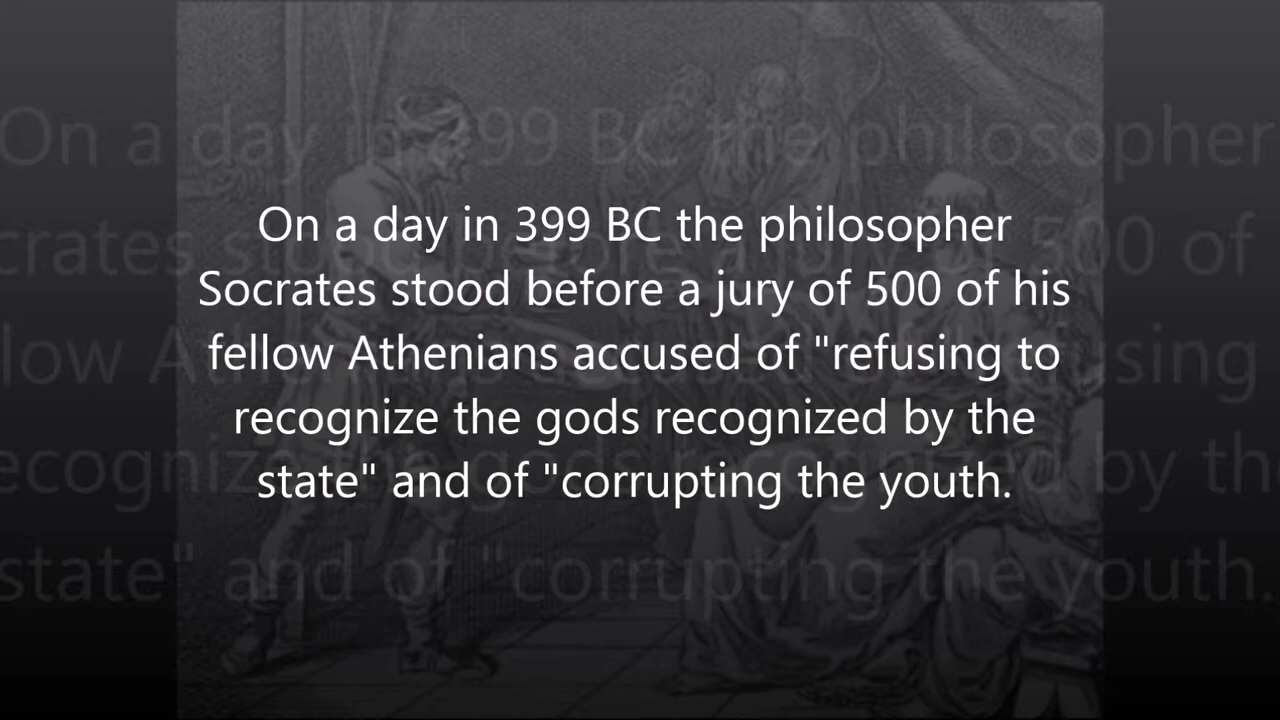 On a day in 399 BC the philosopher
Socrates stood before a jury of 500 of his
fellow Athenians accused of "refusing to
recognize the gods recognized by the
state" and of "corrupting the youth.